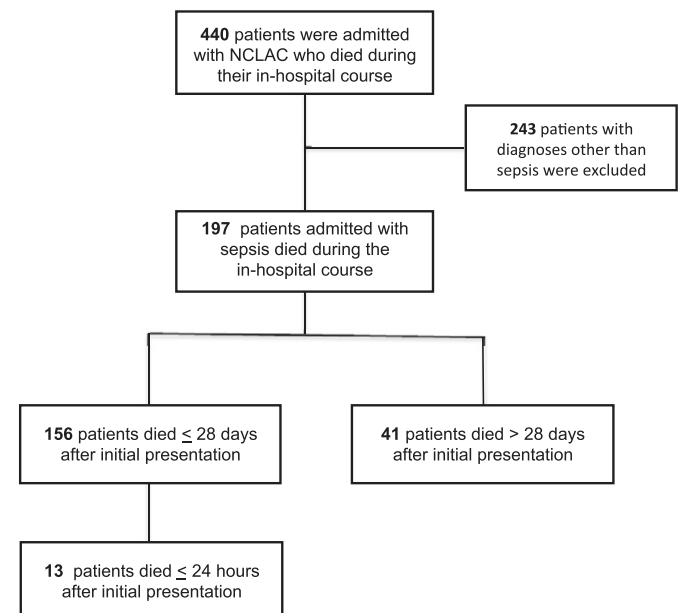 440 patients were admitted
with NCLAC who died during
their in-hospital course
243 patients with
diagnoses other than
sepsis were excluded
197 patients admitted with
sepsis died during the
in-hospital course
156 patients died ≤ 28 days
after initial presentation
41 patients died > 28 days
after initial presentation
13 patients died ≤ 24 hours
after initial presentation